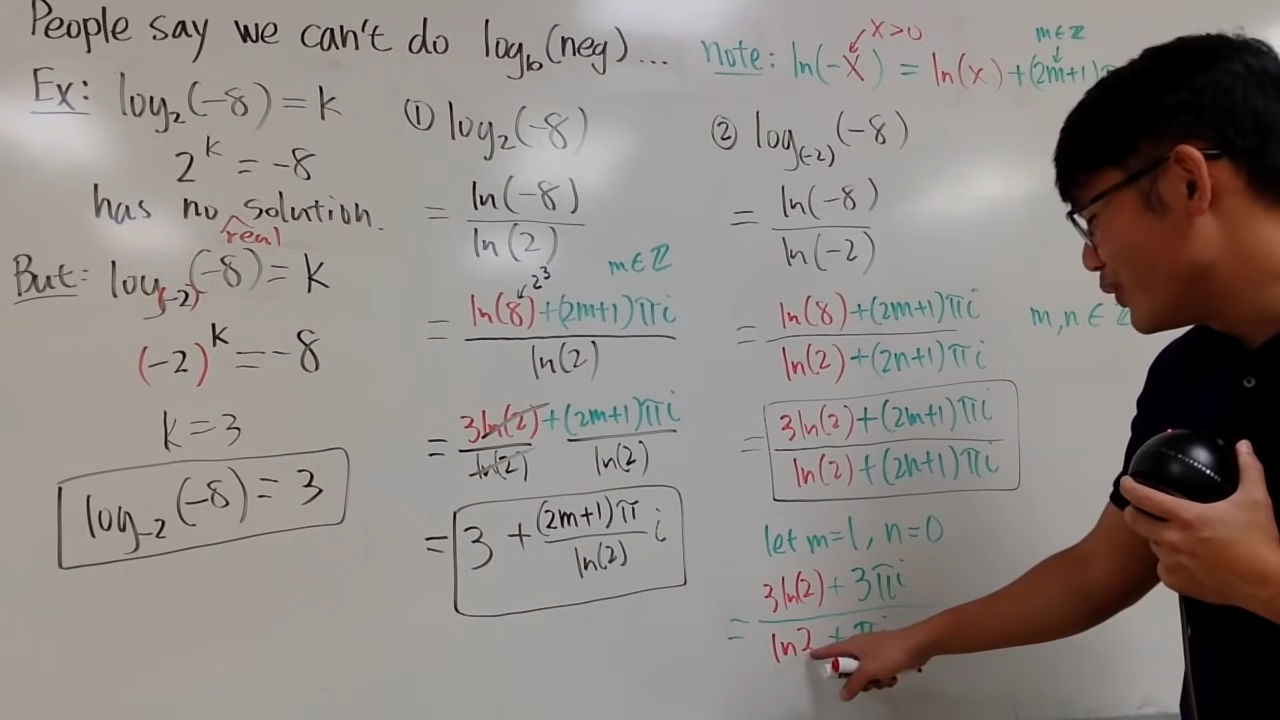 People say we can't do log_b(neg)...
Ex: log_2(-8) = k
2^k = -8
has no solution.
real
But: log_(-2)(-8) = k
(-2)^k = -8
k = 3
log_-2(-8) = 3
① log_2(-8)
= ln(-8) / ln(2)
m∈ℤ
2^3
= ln(8)+(2m+1)πi / ln(2)
= 3ln(2) / ln(2) + (2m+1)πi / ln(2)
= 3 + (2m+1)π / ln(2) i
note: ln(-x) = ln(x)+(2m+1)
x>0
m∈ℤ
② log_(-2)(-8)
= ln(-8) / ln(-2)
= ln(8)+(2m+1)πi / ln(2)+(2n+1)πi
m,n ∈
= 3ln(2)+(2m+1)πi / ln(2)+(2n+1)πi
let m=1, n=0
= 3ln(2)+3πi / ln2 + πi